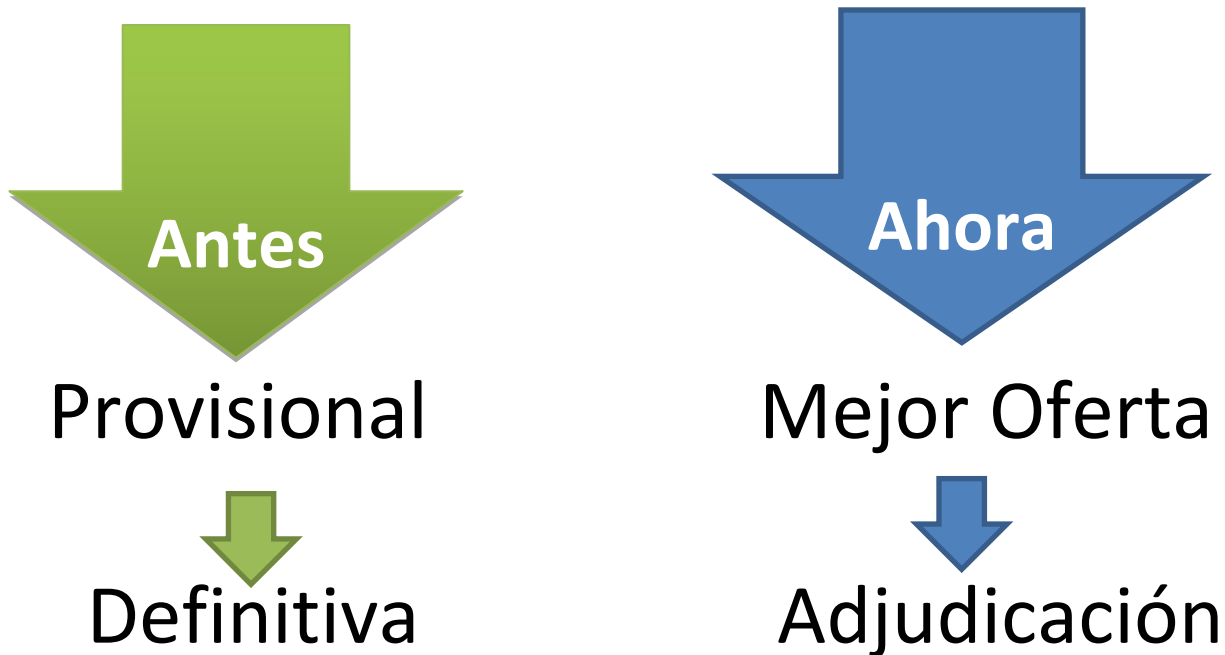 Antes
Provisional
Definitiva
Ahora
Mejor Oferta
Adjudicación